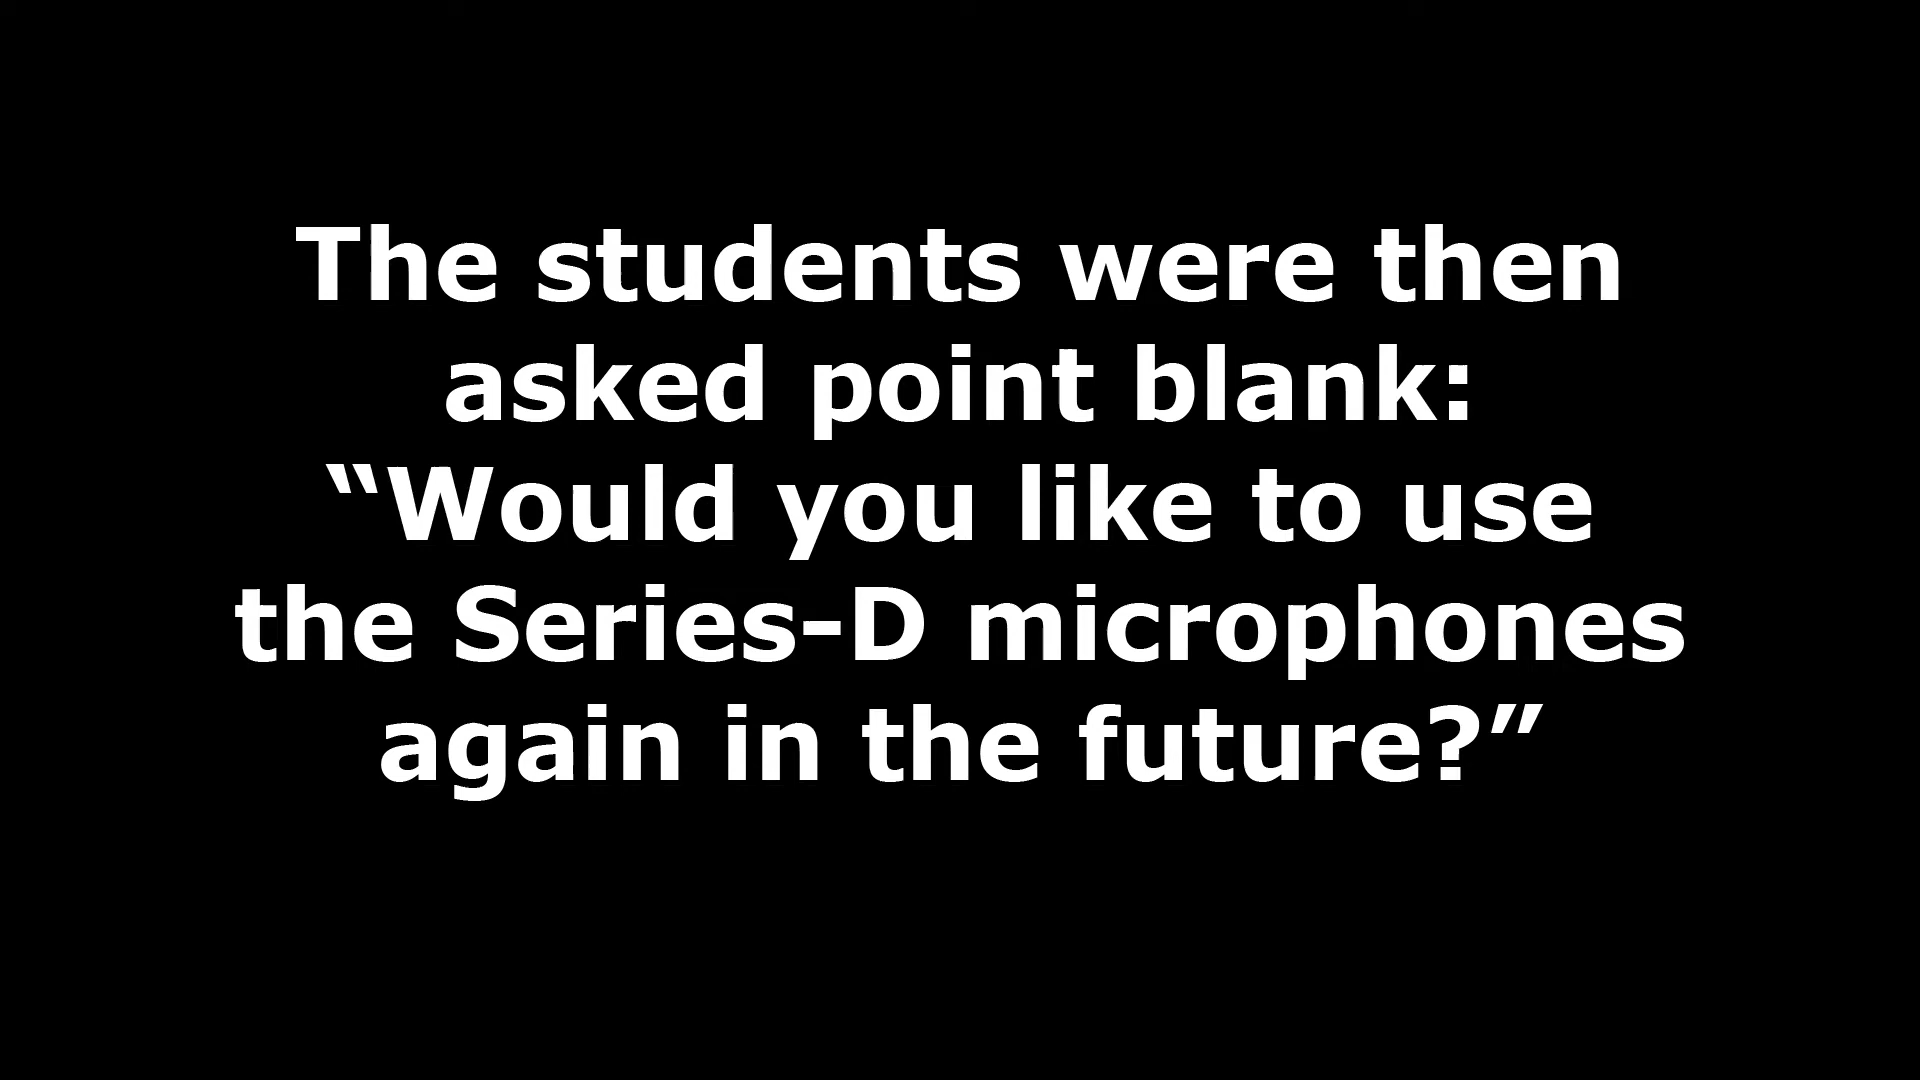 The students were then
asked point blank:
“Would you like to use
the Series-D microphones
again in the future?”